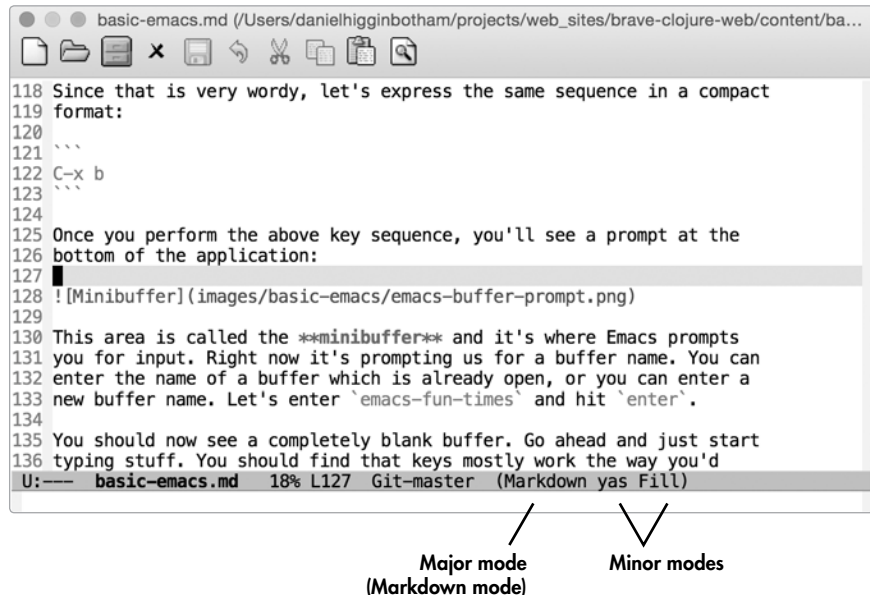 basic-emacs.md (/Users/danielhigginbotham/projects/web_sites/brave-clojure-web/content/ba...
118 Since that is very wordy, let's express the same sequence in a compact
119 format:
120
121 ```
122 C-x b
123 ```
124
125 Once you perform the above key sequence, you'll see a prompt at the
126 bottom of the application:
127
128 ![Minibuffer](images/basic-emacs/emacs-buffer-prompt.png)
129
130 This area is called the **minibuffer** and it's where Emacs prompts
131 you for input. Right now it's prompting us for a buffer name. You can
132 enter the name of a buffer which is already open, or you can enter a
133 new buffer name. Let's enter `emacs-fun-times` and hit `enter`.
134
135 You should now see a completely blank buffer. Go ahead and just start
136 typing stuff. You should find that keys mostly work the way you'd
U:--- basic-emacs.md 18% L127 Git-master (Markdown yas Fill)
Major mode
(Markdown mode)
Minor modes